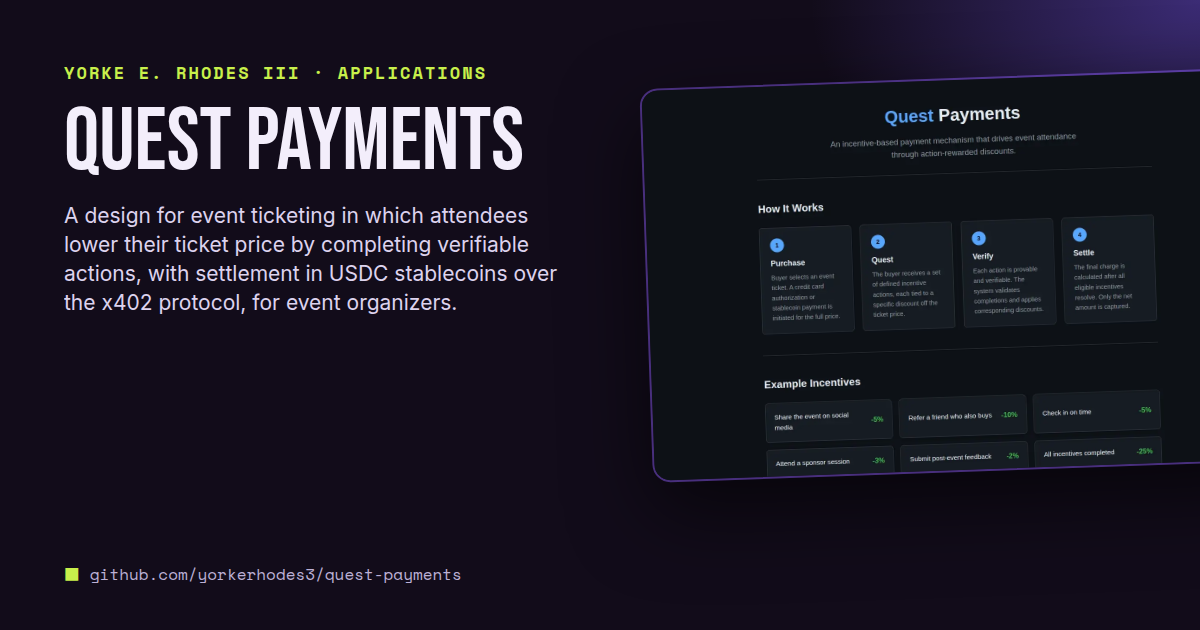 YORKE E. RHODES III · APPLICATIONS
QUEST PAYMENTS
A design for event ticketing in which attendees
lower their ticket price by completing verifiable
actions, with settlement in USDC stablecoins over
the x402 protocol, for event organizers.
github.com/yorkerhodes3/quest-payments
Quest Payments
An incentive-based payment mechanism that drives event attendance
through action-rewarded discounts.
How It Works
1
Purchase
Buyer selects an event
ticket. A credit card
authorization or
stablecoin payment is
initiated for the full price.
2
Quest
The buyer receives a set
of defined incentive
actions, each tied to a
specific discount off the
ticket price.
3
Verify
Each action is provable
and verifiable. The
system validates
completions and applies
corresponding discounts.
4
Settle
The final charge is
calculated after all
eligible incentives
resolve. Only the net
amount is captured.
Example Incentives
Share the event on social
media
-5%
Refer a friend who also buys -10%
Check in on time -5%
Attend a sponsor session -3%
Submit post-event feedback -2%
All incentives completed -25%